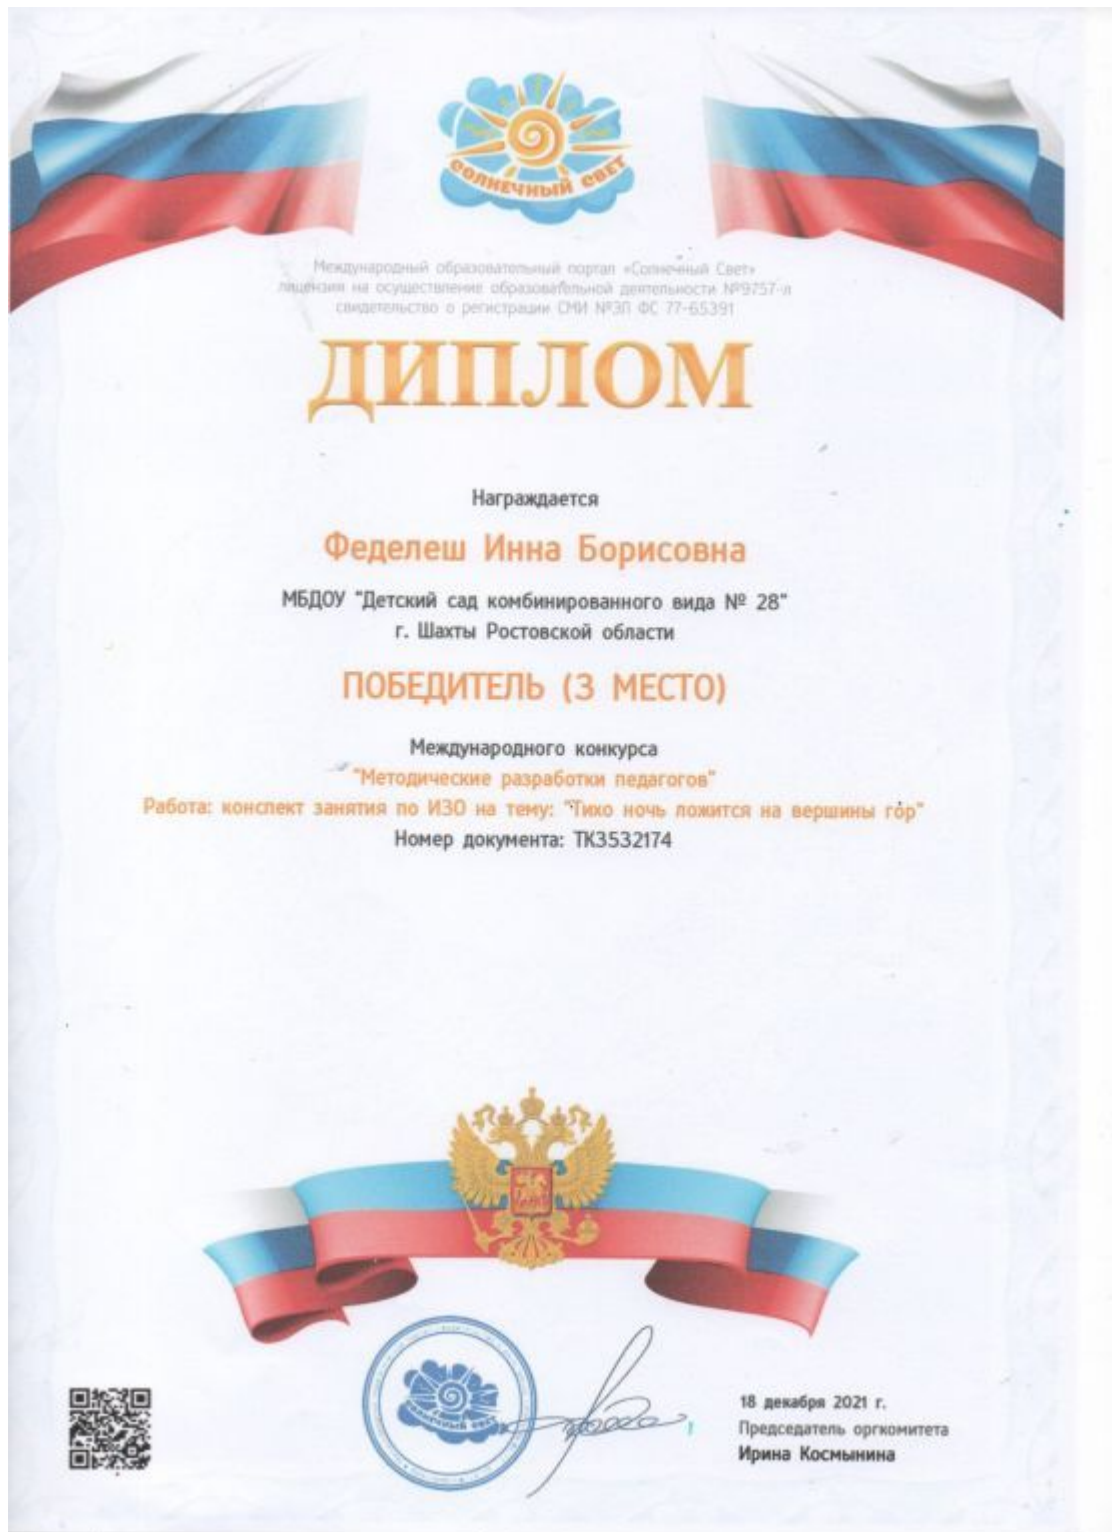 СОЛНЕЧНЫЙ СВЕТ
Международный образовательный портал «Солнечный Свет»
лицензия на осуществление образовательной деятельности №9757-л
свидетельство о регистрации СМИ №ЭЛ ФС 77-65391
ДИПЛОМ
Награждается
Феделеш Инна Борисовна
МБДОУ "Детский сад комбинированного вида № 28"
г. Шахты Ростовской области
ПОБЕДИТЕЛЬ (3 МЕСТО)
Международного конкурса
"Методические разработки педагогов"
Работа: конспект занятия по ИЗО на тему: "Тихо ночь ложится на вершины гор"
Номер документа: ТК3532174
СОЛНЕЧНЫЙ СВЕТ
18 декабря 2021 г.
Председатель оргкомитета
Ирина Космынина